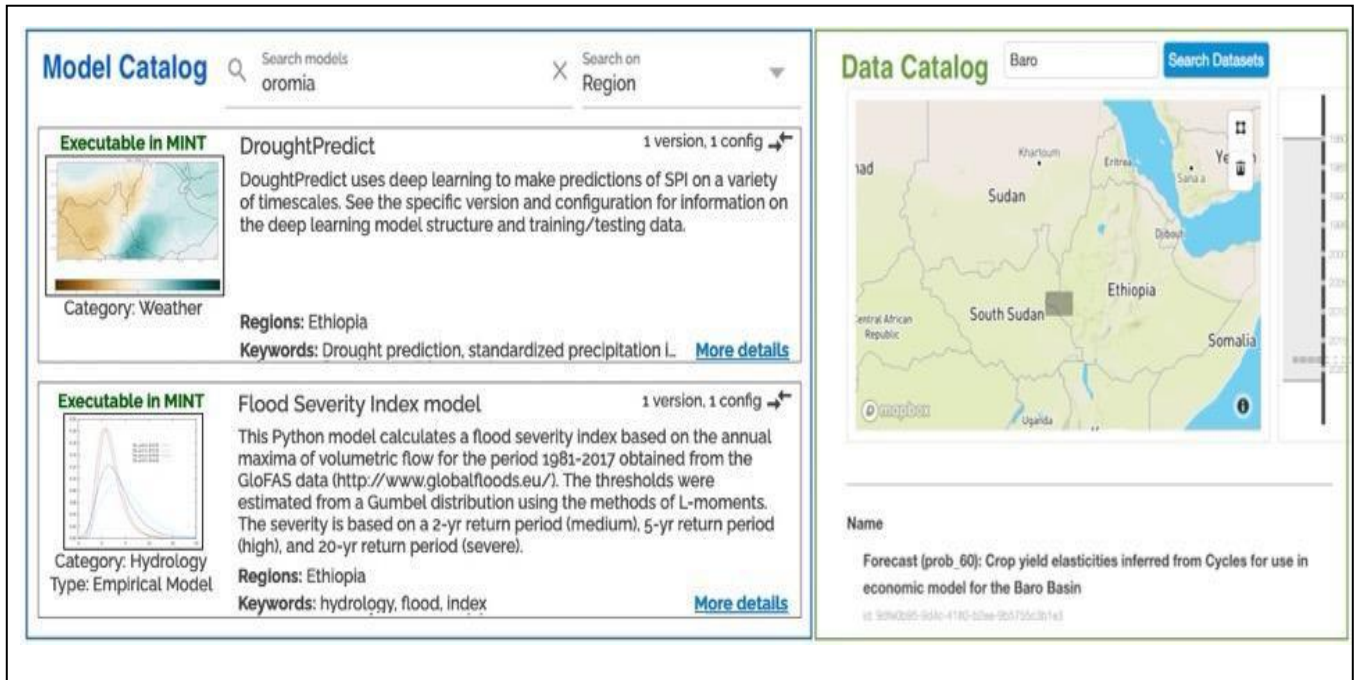 Model Catalog
Search models
oromia
Search on
Region
Executable in MINT
Category: Weather
DroughtPredict
1 version, 1 config
DoughtPredict uses deep learning to make predictions of SPI on a variety
of timescales. See the specific version and configuration for information on
the deep learning model structure and training/testing data.
Regions: Ethiopia
Keywords: Drought prediction, standardized precipitation i...
More details
Executable in MINT
Category: Hydrology
Type: Empirical Model
Flood Severity Index model
1 version, 1 config
This Python model calculates a flood severity index based on the annual
maxima of volumetric flow for the period 1981-2017 obtained from the
GloFAS data (http://www.globalfloods.eu/). The thresholds were
estimated from a Gumbel distribution using the methods of L-moments.
The severity is based on a 2-yr return period (medium), 5-yr return period
(high), and 20-yr return period (severe).
Regions: Ethiopia
Keywords: hydrology, flood, index
More details
Data Catalog
Baro
Search Datasets
Khartoum
Eritrea
Sana'a
Sudan
Djibouti
Ethiopia
South Sudan
Central African
Republic
Somalia
Uganda
mapbox
Name
Forecast (prob_60): Crop yield elasticities inferred from Cycles for use in
economic model for the Baro Basin